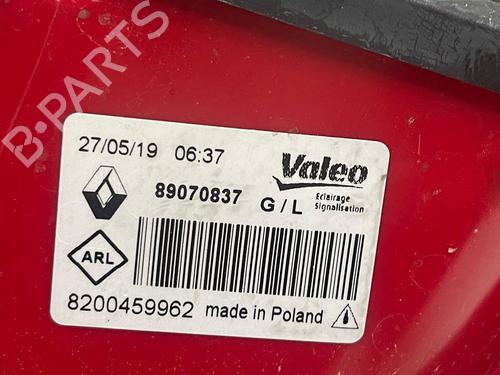 B-PARTS
27/05/19 06:37
Valeo
Eclairage
Signalisation
89070837 G/L
ARL
8200459962 made in Poland